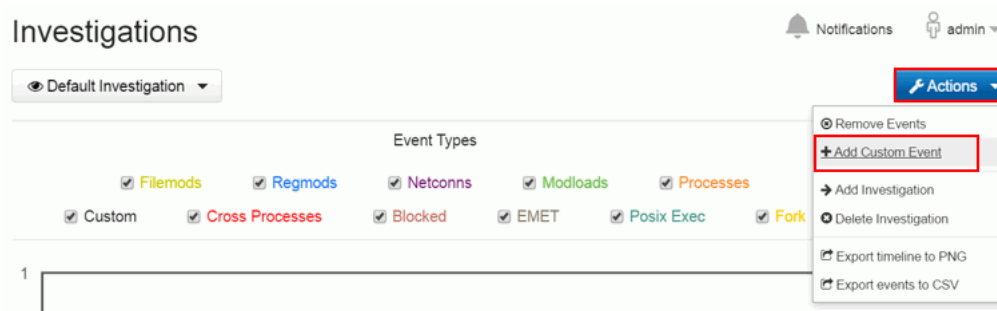 Investigations
Notifications
admin
Default Investigation
Actions
Remove Events
Add Custom Event
Add Investigation
Delete Investigation
Export timeline to PNG
Export events to CSV
Event Types
Filemods Regmods Netconns Modloads Processes
Custom Cross Processes Blocked EMET Posix Exec Fork
1